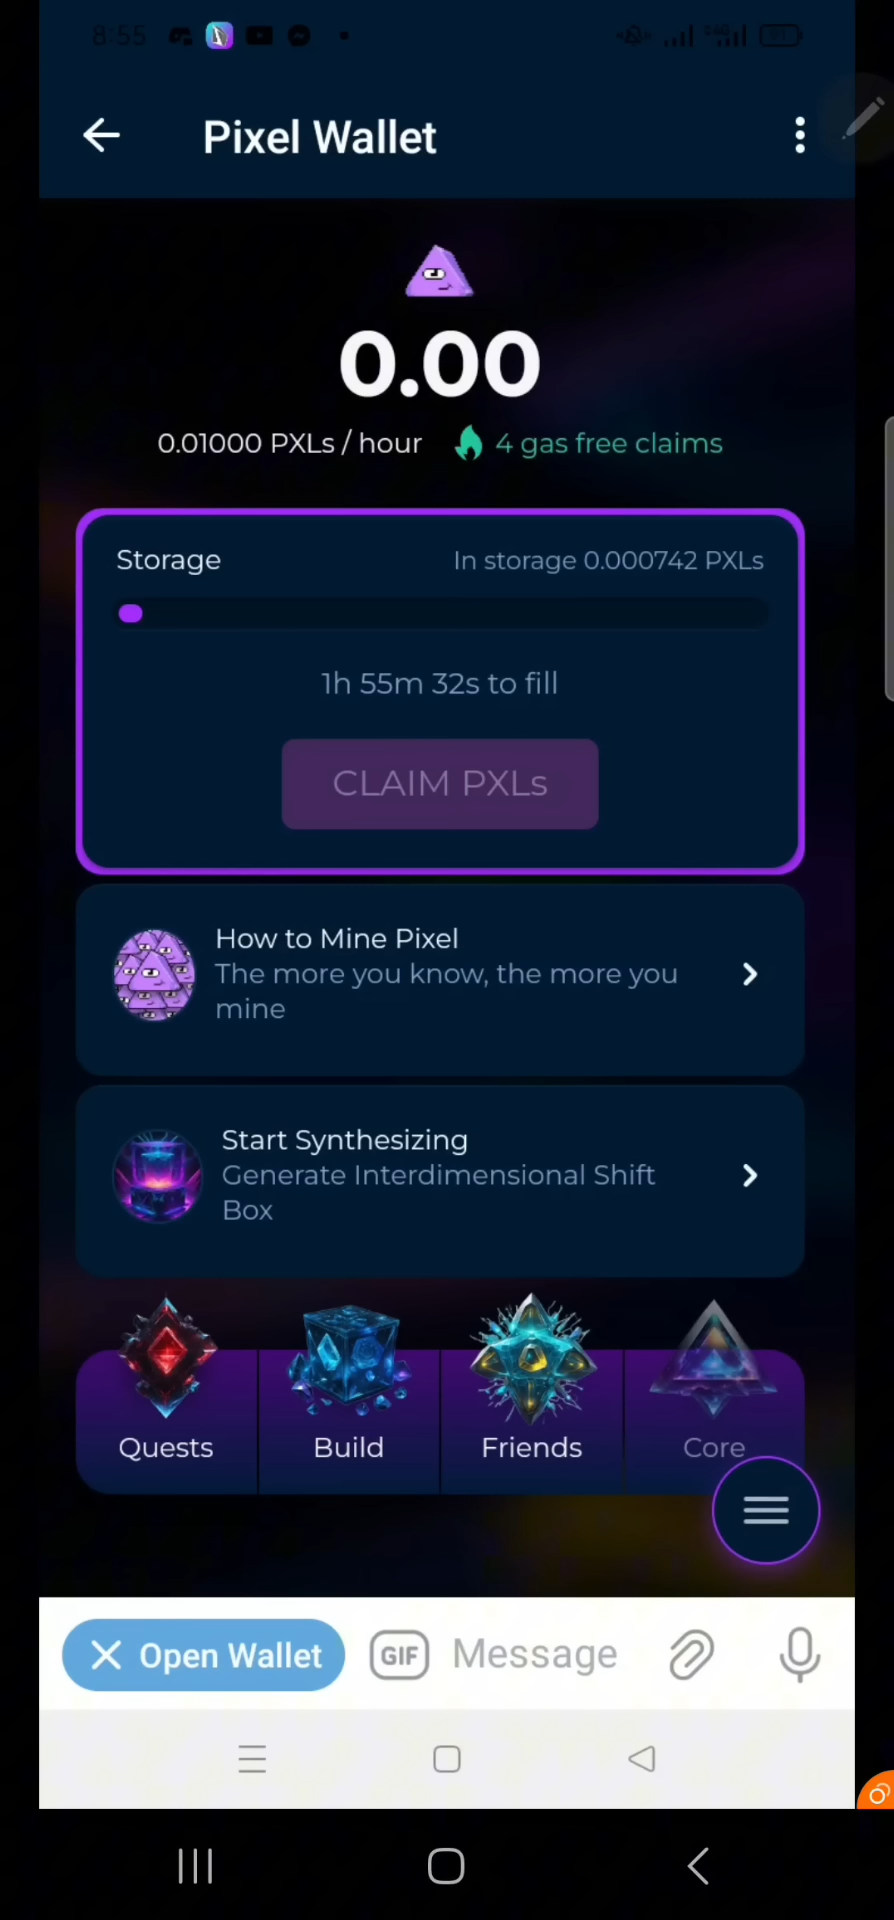 8:55
Pixel Wallet
0.00
0.01000 PXLs / hour 4 gas free claims
Storage In storage 0.000742 PXLs
1h 55m 32s to fill
CLAIM PXLs
How to Mine Pixel
The more you know, the more you
mine
Start Synthesizing
Generate Interdimensional Shift
Box
Quests Build Friends Core
Open Wallet GIF Message